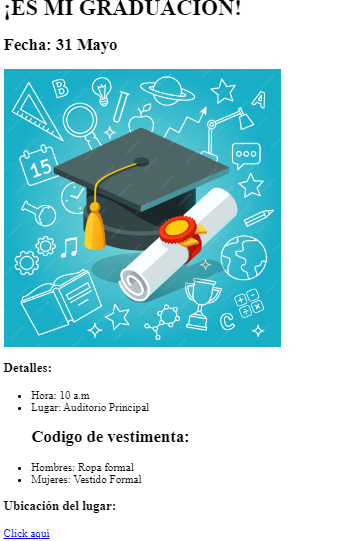 ¡ES MI GRADUACION!
Fecha: 31 Mayo
B
A
15
C
Detalles:
Hora: 10 a.m
Lugar: Auditorio Principal
Codigo de vestimenta:
Hombres: Ropa formal
Mujeres: Vestido Formal
Ubicación del lugar:
Click aquí